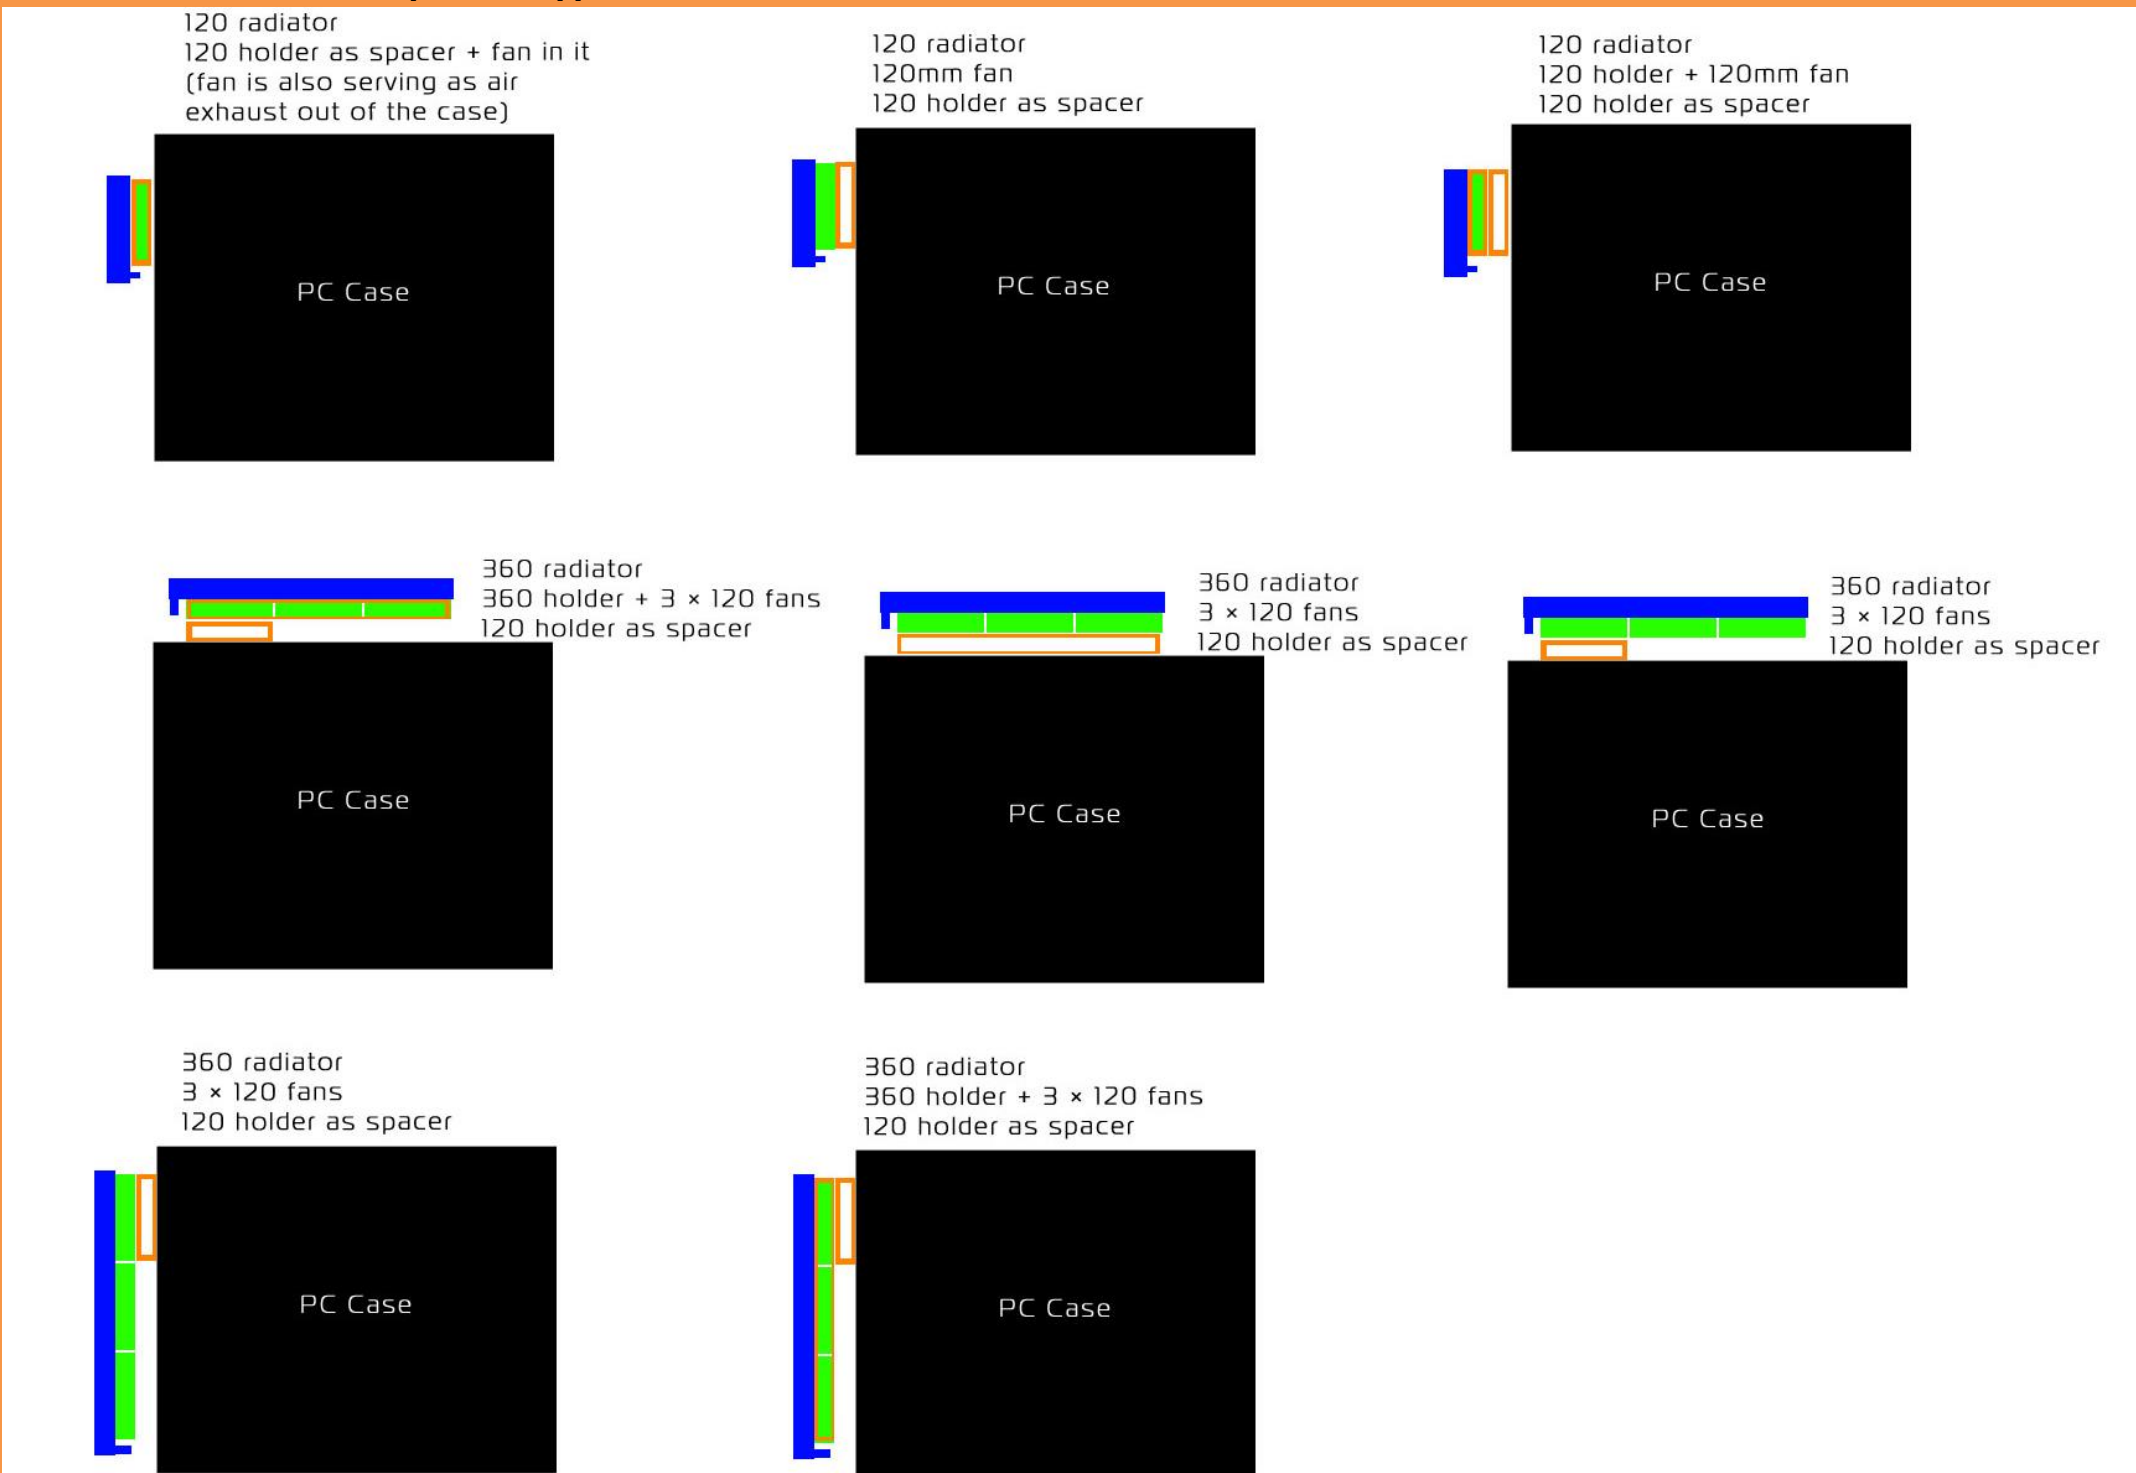 120 radiator
120 holder as spacer + fan in it
(fan is also serving as air
exhaust out of the case)
PC Case
120 radiator
120mm fan
120 holder as spacer
PC Case
120 radiator
120 holder + 120mm fan
120 holder as spacer
PC Case
360 radiator
360 holder + 3 × 120 fans
120 holder as spacer
PC Case
360 radiator
3 × 120 fans
120 holder as spacer
PC Case
360 radiator
3 × 120 fans
120 holder as spacer
PC Case
360 radiator
3 × 120 fans
120 holder as spacer
PC Case
360 radiator
360 holder + 3 × 120 fans
120 holder as spacer
PC Case